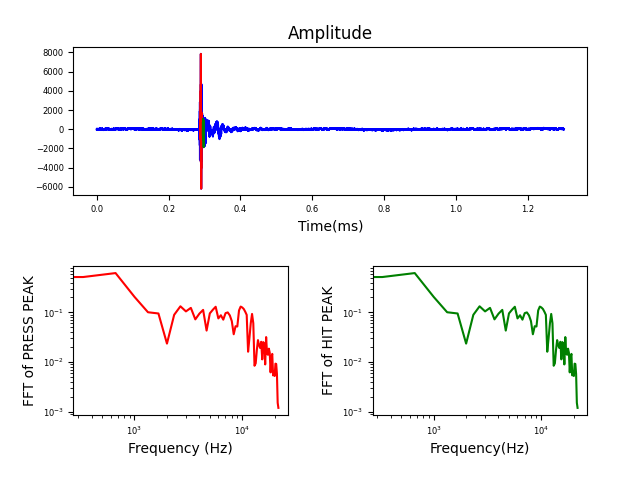 Amplitude
8000
6000
4000
2000
0
−2000
−4000
−6000
0.0 0.2 0.4 0.6 0.8 1.0 1.2
Time(ms)
FFT of PRESS PEAK
10⁻¹
10⁻²
10⁻³
10³ 10⁴
Frequency (Hz)
FFT of HIT PEAK
10⁻¹
10⁻²
10⁻³
10³ 10⁴
Frequency(Hz)